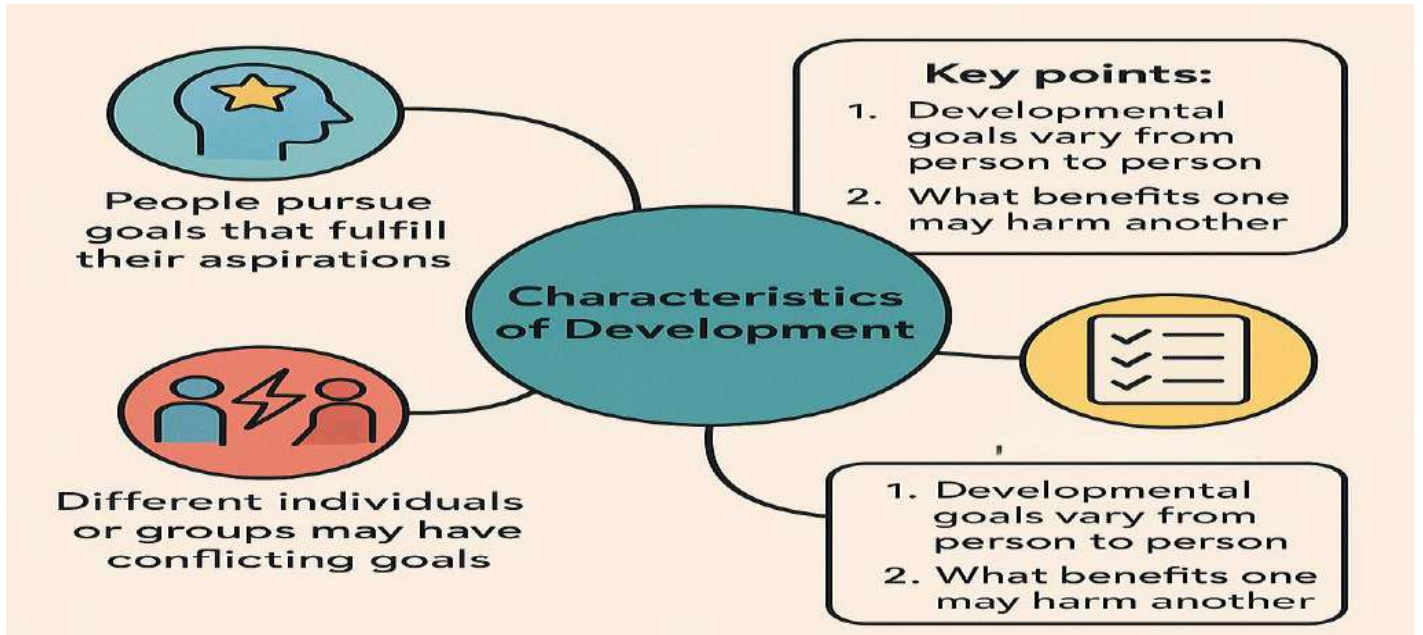 People pursue
goals that fulfill
their aspirations
Key points:
1. Developmental
goals vary from
person to person
2. What benefits one
may harm another
Characteristics
of Development
Different individuals
or groups may have
conflicting goals
1. Developmental
goals vary from
person to person
2. What benefits one
may harm another